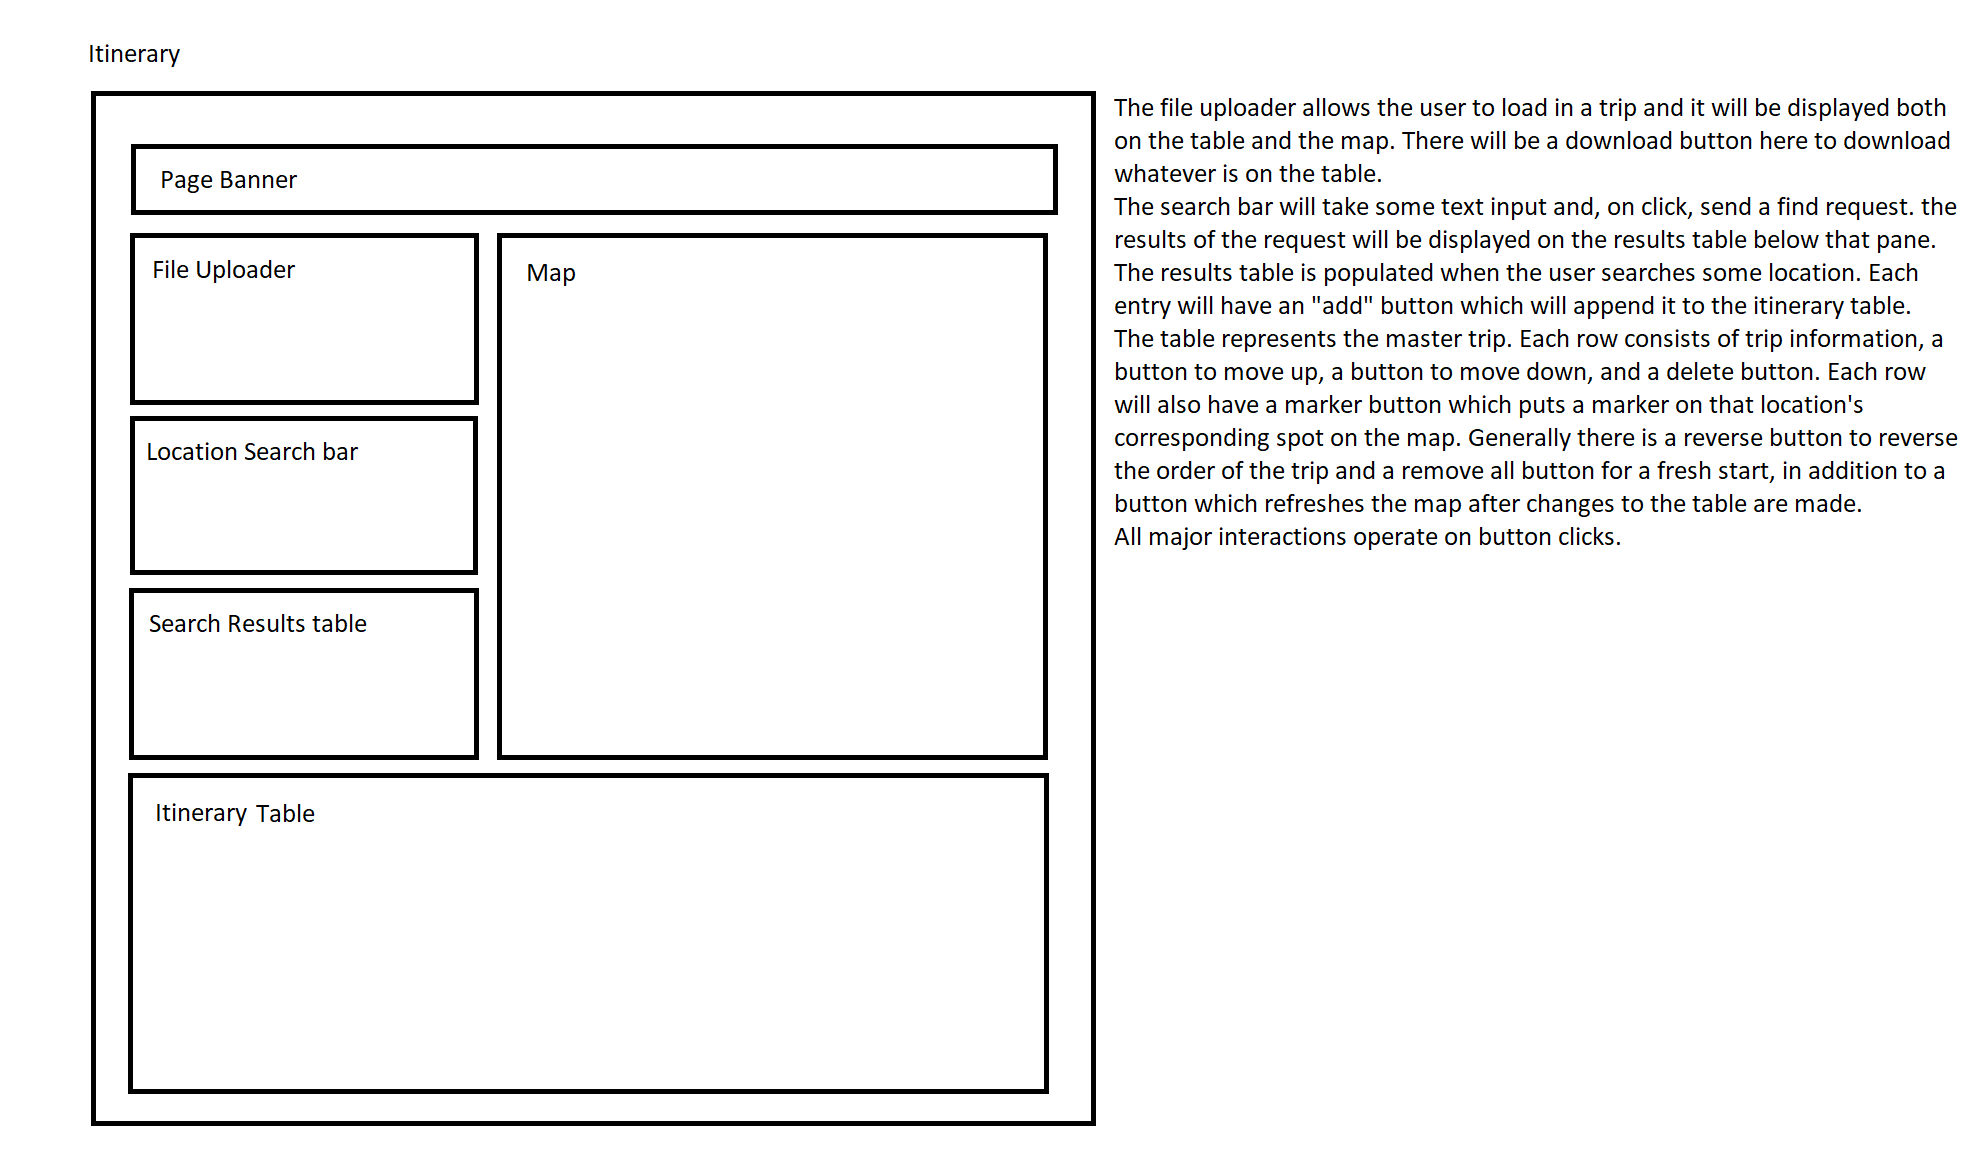 Itinerary
Page Banner
File Uploader
Map
Location Search bar
Search Results table
Itinerary Table
The file uploader allows the user to load in a trip and it will be displayed both
on the table and the map. There will be a download button here to download
whatever is on the table.
The search bar will take some text input and, on click, send a find request. the
results of the request will be displayed on the results table below that pane.
The results table is populated when the user searches some location. Each
entry will have an "add" button which will append it to the itinerary table.
The table represents the master trip. Each row consists of trip information, a
button to move up, a button to move down, and a delete button. Each row
will also have a marker button which puts a marker on that location's
corresponding spot on the map. Generally there is a reverse button to reverse
the order of the trip and a remove all button for a fresh start, in addition to a
button which refreshes the map after changes to the table are made.
All major interactions operate on button clicks.